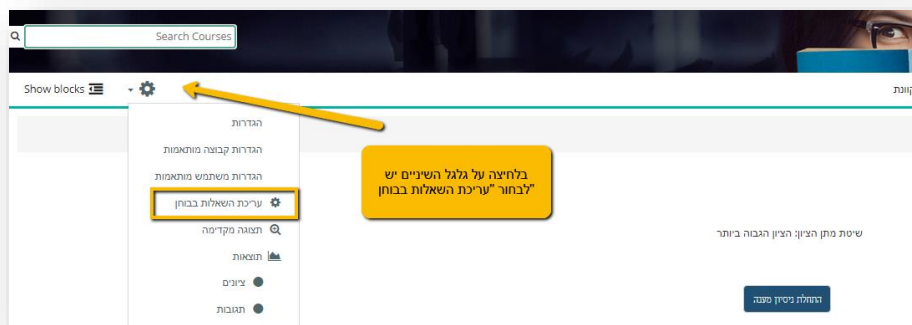 Search Courses
Show blocks
קוונת
הגדרות
הגדרות קבוצה מותאמות
הגדרות משתמש מותאמות
עריכת השאלות בבוחן
תצוגה מקדימה
תוצאות
ציונים
תגובות
בלחיצה על גלגל השיניים יש
לבחור "עריכת השאלות בבוחן"
שיטת מתן הציון: הציון הגבוה ביותר
התחלת ניסיון מענה